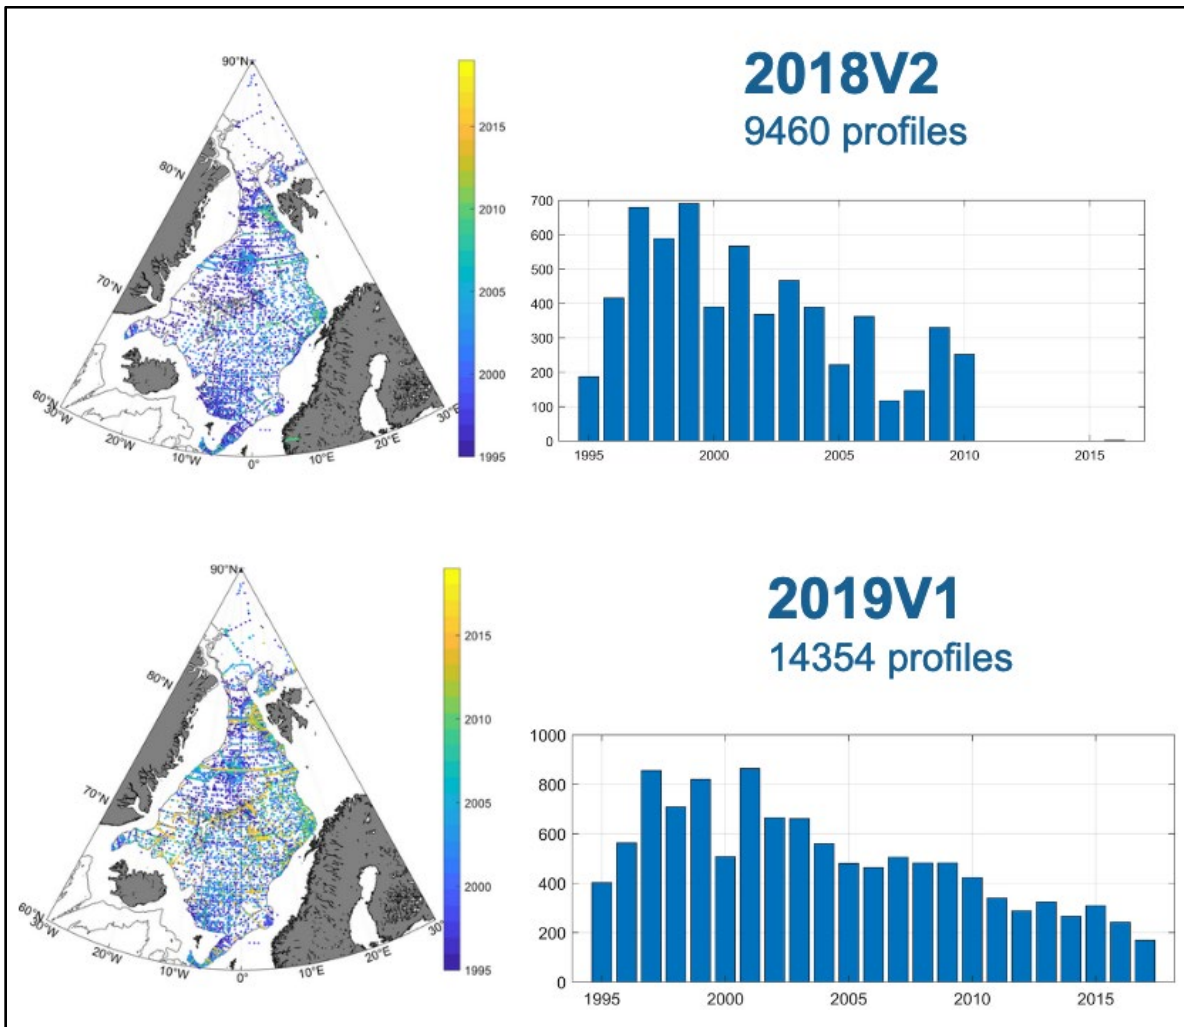 2018V2
9460 profiles
90°N
80°N
70°N
60°N
30°W
20°W
10°W
0°
10°E
20°E
30°E
2015
2010
2005
2000
1995
700
600
500
400
300
200
100
0
1995
2000
2005
2010
2015
2019V1
14354 profiles
90°N
80°N
70°N
60°N
30°W
20°W
10°W
0°
10°E
20°E
30°
2015
2010
2005
2000
1995
1000
800
600
400
200
0
1995
2000
2005
2010
2015